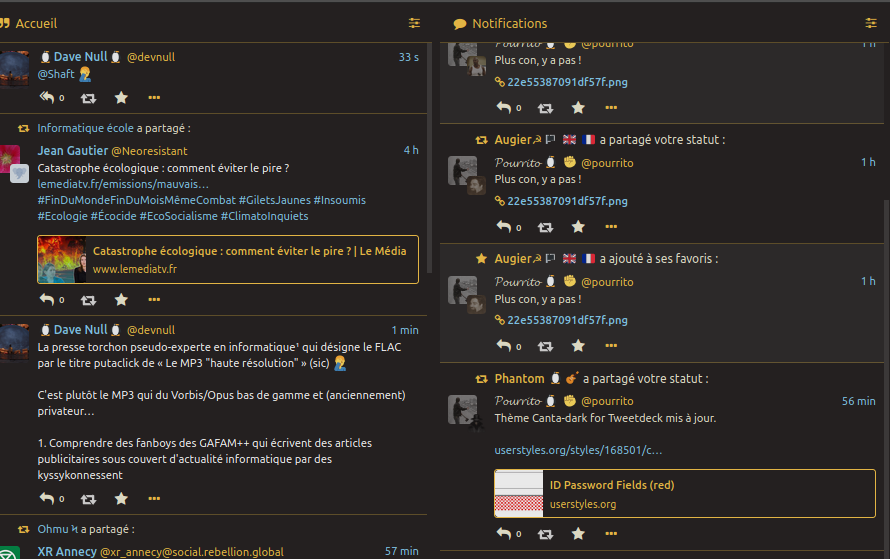 Accueil
Dave Null @devnull 33 s
@Shaft
0
Informatique école a partagé :
Jean Gautier @Neoresistant 4 h
Catastrophe écologique : comment éviter le pire ?
lemediatv.fr/emissions/mauvais…
#FinDuMondeFinDuMoisMêmeCombat #GiletsJaunes #Insoumis
#Ecologie #Écocide #EcoSocialisme #ClimatoInquiets
Catastrophe écologique : comment éviter le pire ? | Le Média
www.lemediatv.fr
0
Dave Null @devnull 1 min
La presse torchon pseudo-experte en informatique¹ qui désigne le FLAC
par le titre putaclick de « Le MP3 "haute résolution" » (sic)
C'est plutôt le MP3 qui du Vorbis/Opus bas de gamme et (anciennement)
privateur…
1. Comprendre des fanboys des GAFAM++ qui écrivent des articles
publicitaires sous couvert d'actualité informatique par des
kyssykonnessent
0
Ohmu a partagé :
XR Annecy @xr_annecy@social.rebellion.global 57 min
Notifications
Pourrito @pourrito 1 h
Plus con, y a pas !
22e55387091df57f.png
0
Augier a partagé votre statut :
Pourrito @pourrito 1 h
Plus con, y a pas !
22e55387091df57f.png
0
Augier a ajouté à ses favoris :
Pourrito @pourrito 1 h
Plus con, y a pas !
22e55387091df57f.png
0
Phantom a partagé votre statut :
Pourrito @pourrito 56 min
Thème Canta-dark for Tweetdeck mis à jour.
userstyles.org/styles/168501/c…
ID Password Fields (red)
userstyles.org
0